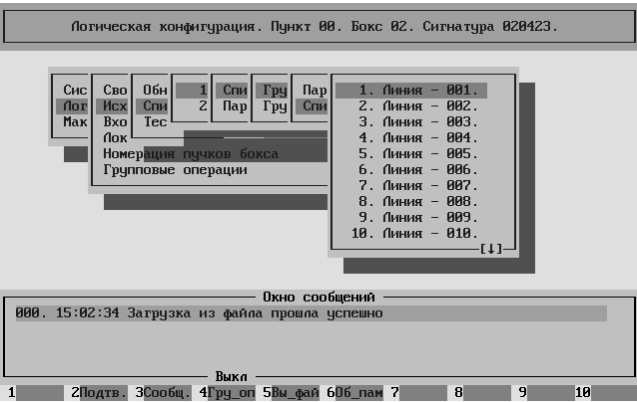 Логическая конфигурация. Пункт 00. Бокс 02. Сигнатура 020423.
Сис Сво Обн 1 Спи Гру Пар 1. Линия - 001.
Лог Исх Спи 2 Пар Гру Спи 2. Линия - 002.
Мак Вхо Тес 3. Линия - 003.
Лок 4. Линия - 004.
Номерация пучков бокса 5. Линия - 005.
Групповые операции 6. Линия - 006.
7. Линия - 007.
8. Линия - 008.
9. Линия - 009.
10. Линия - 010.
[↓]
Окно сообщений
000. 15:02:34 Загрузка из файла прошла успешно
Выкл
1 2Подтв. 3Сообщ. 4Гру_оп 5Вы_фай 6Об_пам 7 8 9 10